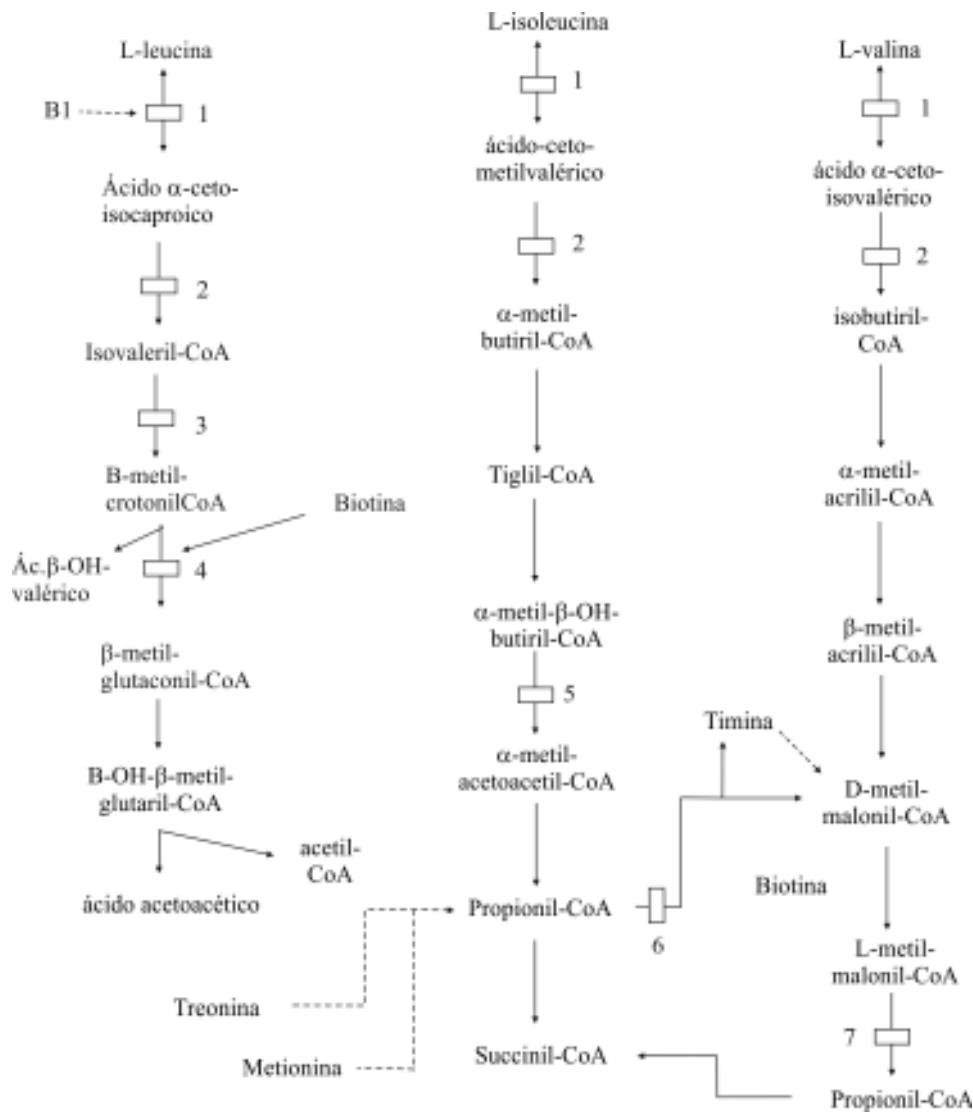 L-leucina
B1
1
Ácido α-ceto-
isocaproico
2
Isovaleril-CoA
3
B-metil-
crotonilCoA
Biotina
Ác.β-OH-
valérico
4
β-metil-
glutaconil-CoA
B-OH-β-metil-
glutaril-CoA
acetil-
CoA
ácido acetoacético
Treonina
Metionina
L-isoleucina
1
ácido-ceto-
metilvalérico
2
α-metil-
butiril-CoA
Tiglil-CoA
α-metil-β-OH-
butiril-CoA
5
α-metil-
acetoacetil-CoA
Propionil-CoA
6
Succinil-CoA
L-valina
1
ácido α-ceto-
isovalérico
2
isobutiril-
CoA
α-metil-
acrilil-CoA
β-metil-
acrilil-CoA
Timina
D-metil-
malonil-CoA
Biotina
L-metil-
malonil-CoA
7
Propionil-CoA